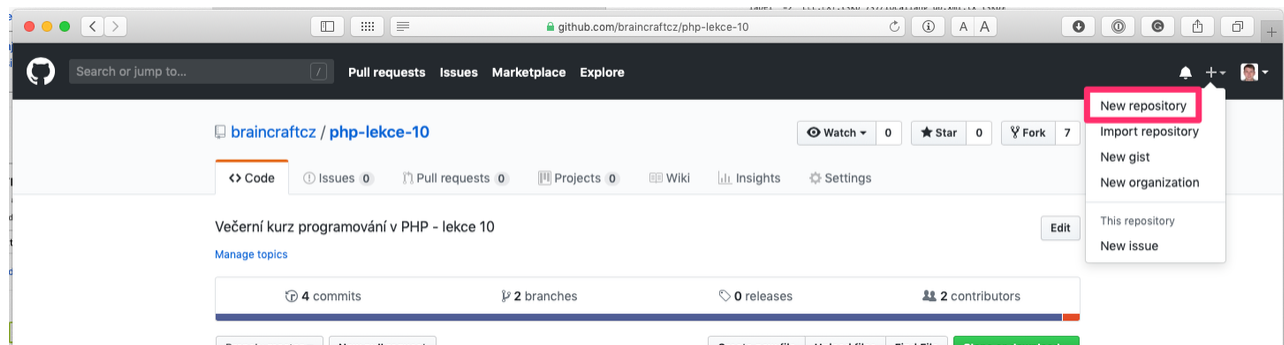 github.com/braincraftcz/php-lekce-10
A A
Search or jump to...
/
Pull requests Issues Marketplace Explore
New repository
Import repository
New gist
New organization
This repository
New issue
braincraftcz / php-lekce-10
Watch 0 Star 0 Fork 7
Code Issues 0 Pull requests 0 Projects 0 Wiki Insights Settings
Večerní kurz programování v PHP - lekce 10
Edit
Manage topics
4 commits 2 branches 0 releases 2 contributors